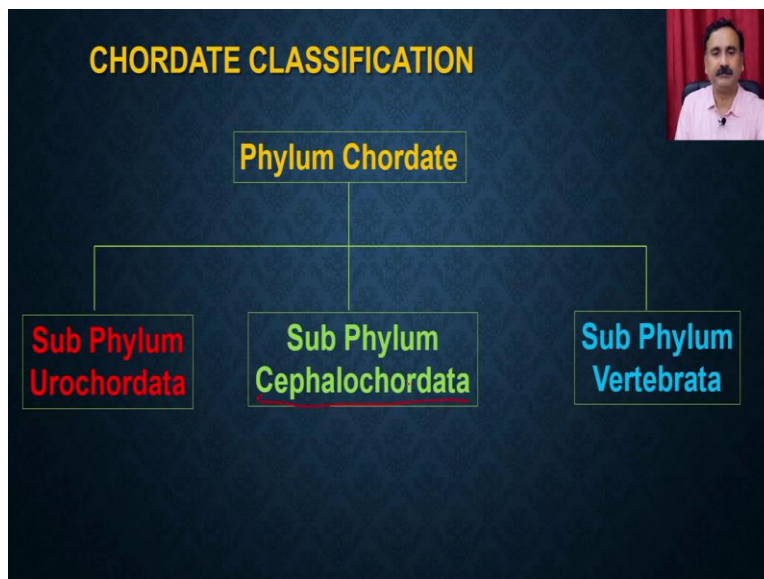 CHORDATE CLASSIFICATION
Phylum Chordate
Sub Phylum
Urochordata
Sub Phylum
Cephalochordata
Sub Phylum
Vertebrata